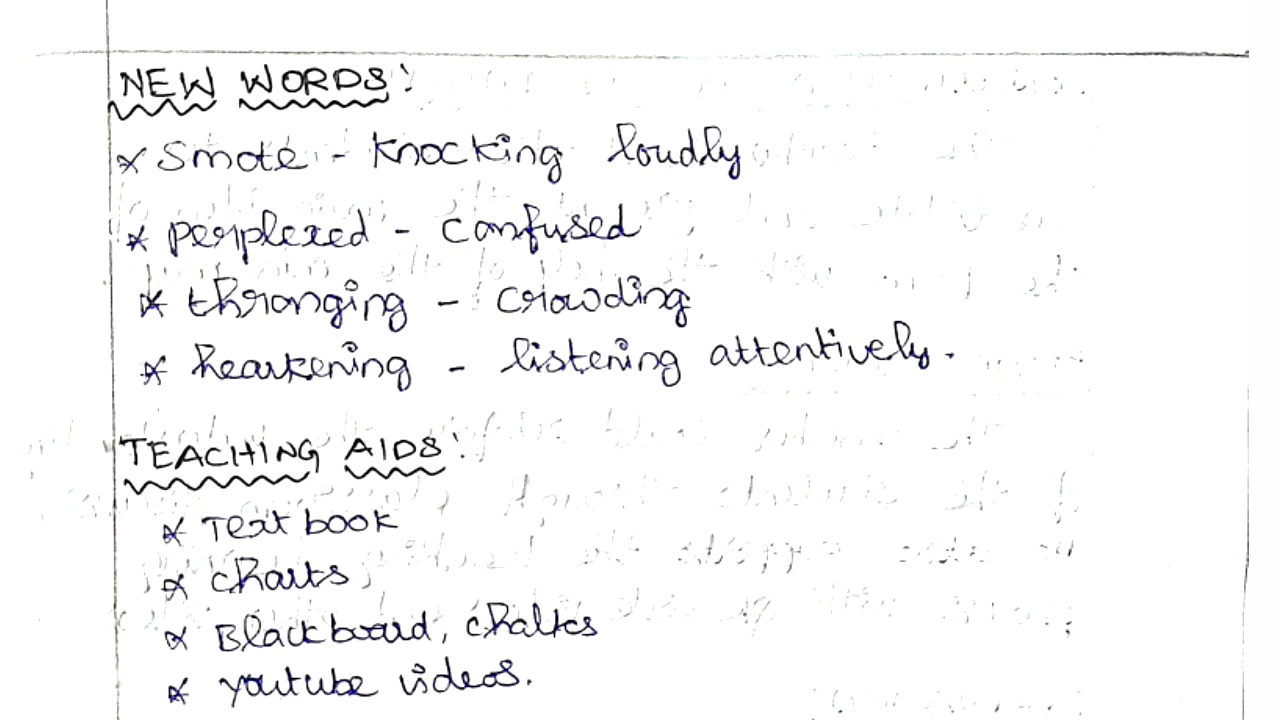 NEW WORDS:
* Smote - Knocking loudly
* perplexed - confused
* thronging - crowding
* hearkening - listening attentively.
TEACHING AIDS:
* Text book
* charts
* Blackboard, chalks
* youtube videos.